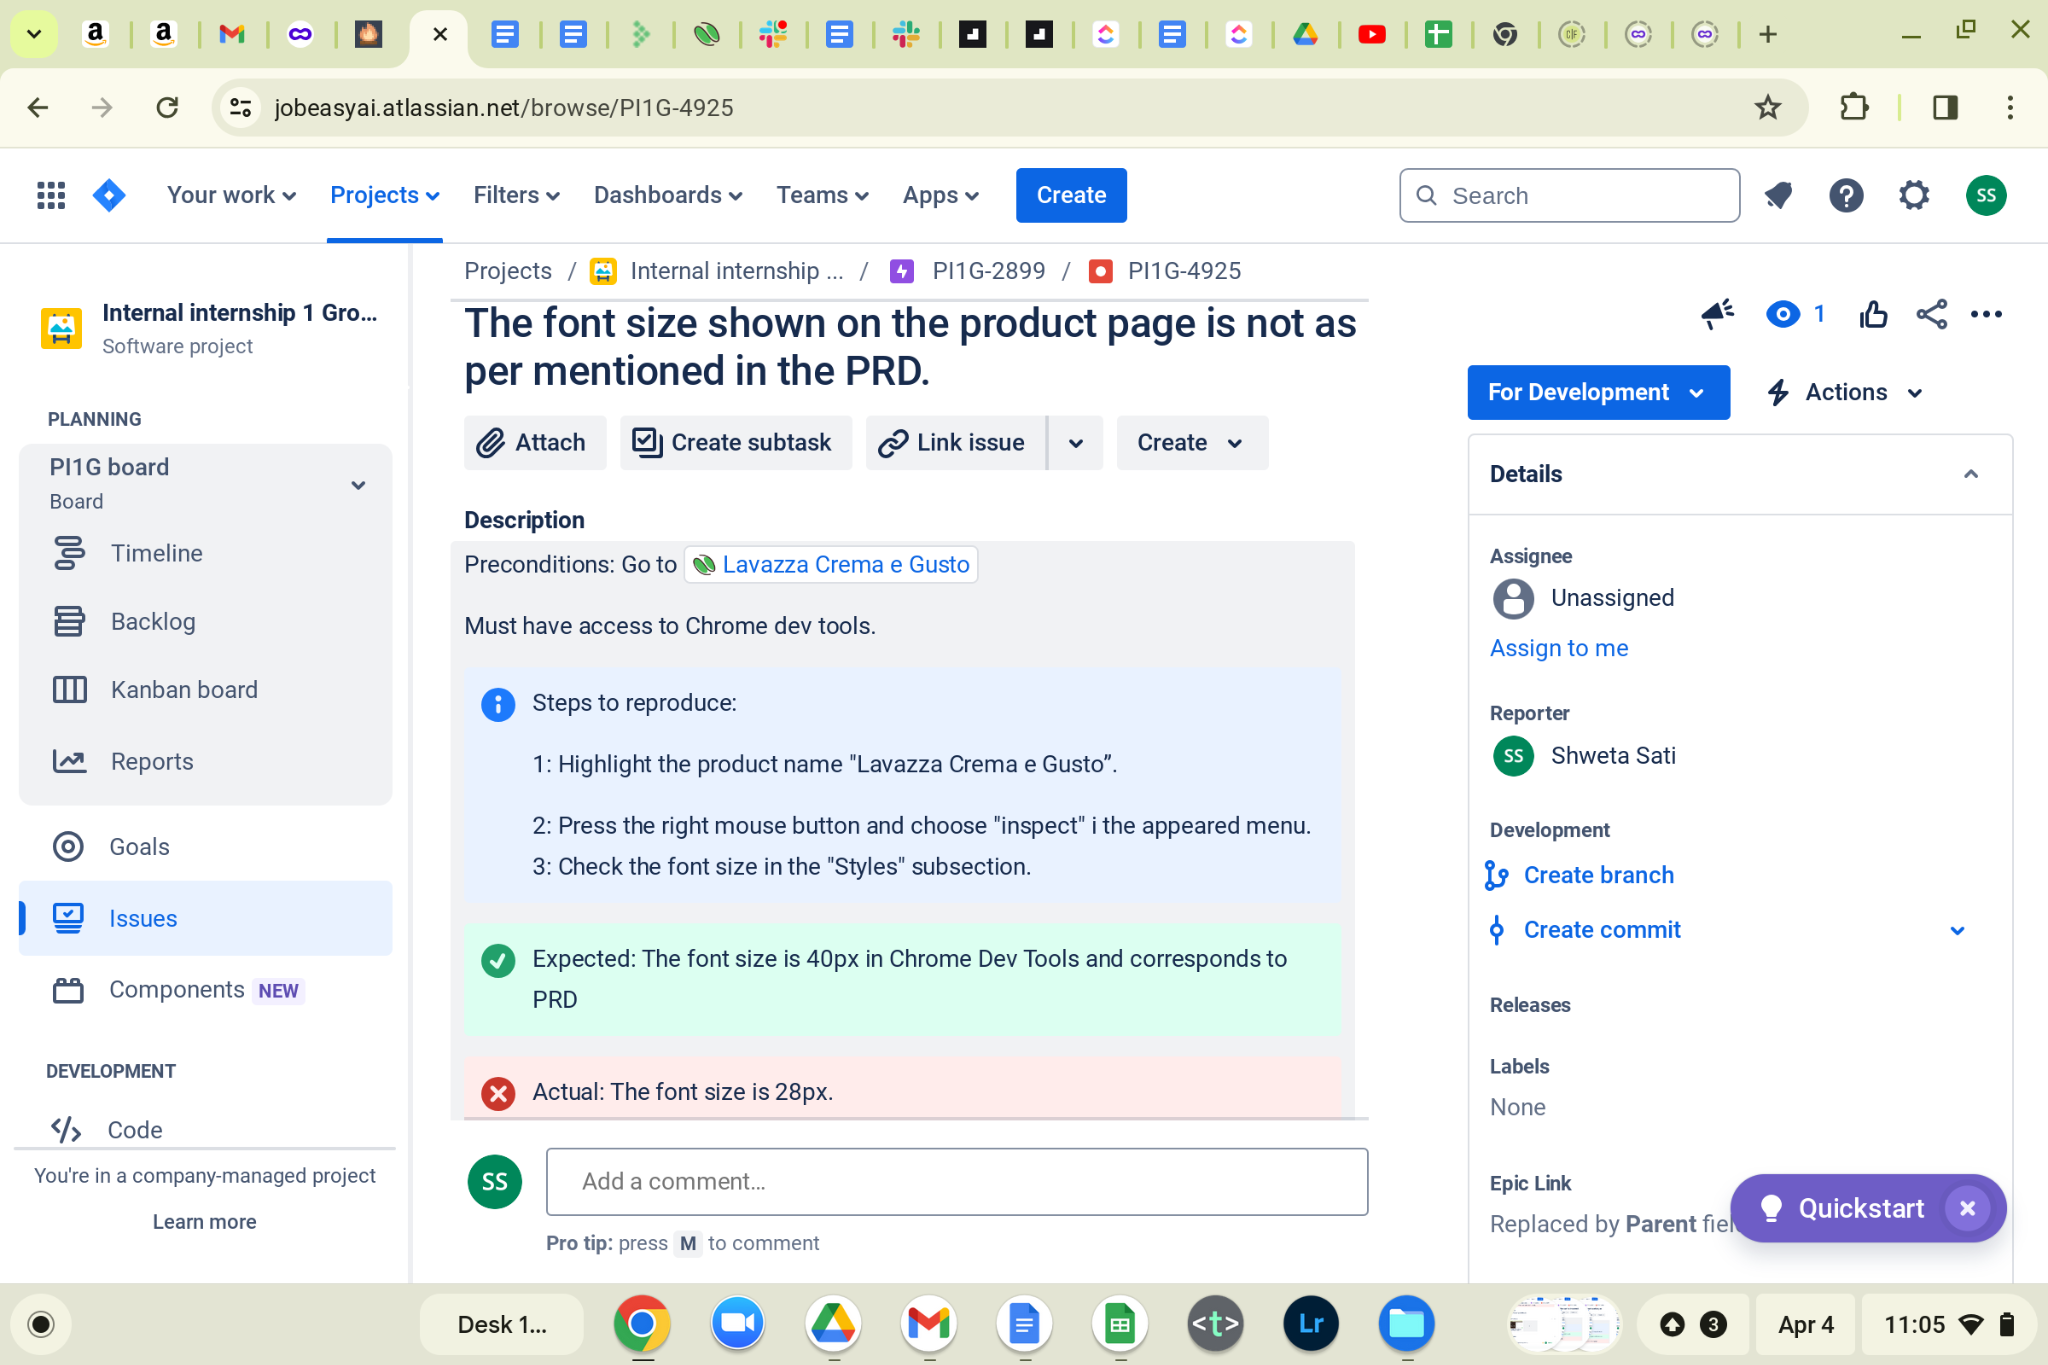 jobeasyai.atlassian.net/browse/PI1G-4925
Your work
Projects
Filters
Dashboards
Teams
Apps
Create
Search
SS
Internal internship 1 Gro...
Software project
PLANNING
PI1G board
Board
Timeline
Backlog
Kanban board
Reports
Goals
Issues
Components NEW
DEVELOPMENT
Code
You're in a company-managed project
Learn more
Projects / Internal internship ... / PI1G-2899 / PI1G-4925
The font size shown on the product page is not as
per mentioned in the PRD.
Attach
Create subtask
Link issue
Create
Description
Preconditions: Go to Lavazza Crema e Gusto
Must have access to Chrome dev tools.
Steps to reproduce:
1: Highlight the product name "Lavazza Crema e Gusto”.
2: Press the right mouse button and choose "inspect" i the appeared menu.
3: Check the font size in the "Styles" subsection.
Expected: The font size is 40px in Chrome Dev Tools and corresponds to
PRD
Actual: The font size is 28px.
SS
Add a comment...
Pro tip: press M to comment
1
For Development
Actions
Details
Assignee
Unassigned
Assign to me
Reporter
SS Shweta Sati
Development
Create branch
Create commit
Releases
Labels
None
Epic Link
Replaced by Parent
Quickstart
Desk 1...
<t>
Lr
3
Apr 4
11:05